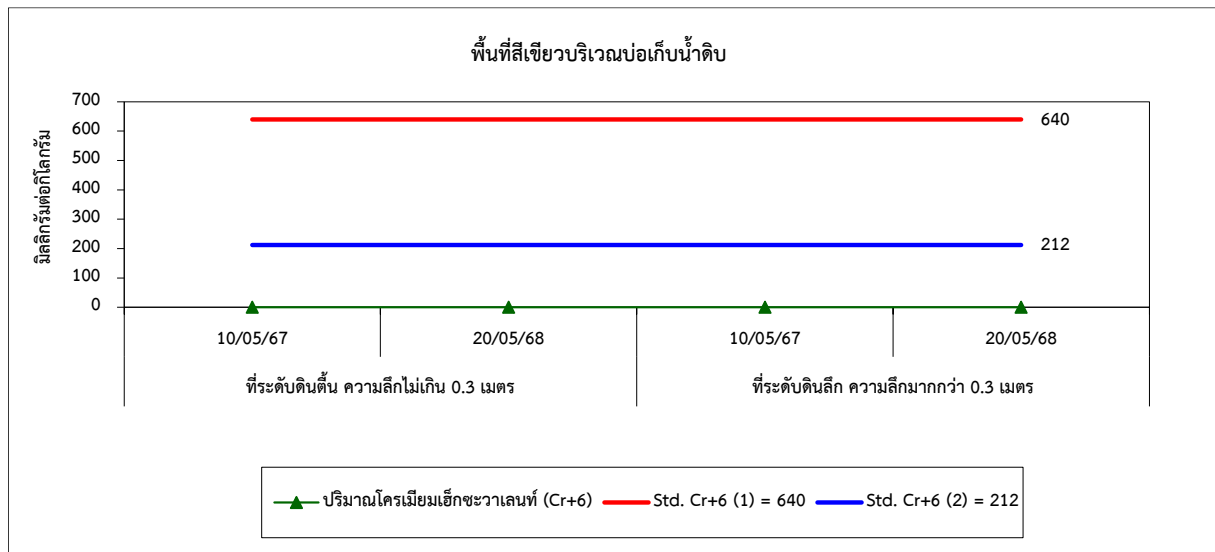 พื้นที่สีเขียวบริเวณบ่อเก็บน้ำดิบ
มิลลิกรัมต่อกิโลกรัม
700
600
500
400
300
200
100
0
640
212
10/05/67 20/05/68 10/05/67 20/05/68
ที่ระดับดินตื้น ความลึกไม่เกิน 0.3 เมตร ที่ระดับดินลึก ความลึกมากกว่า 0.3 เมตร
ปริมาณโครเมียมเฮ็กซะวาเลนท์ (Cr+6) Std. Cr+6 (1) = 640 Std. Cr+6 (2) = 212